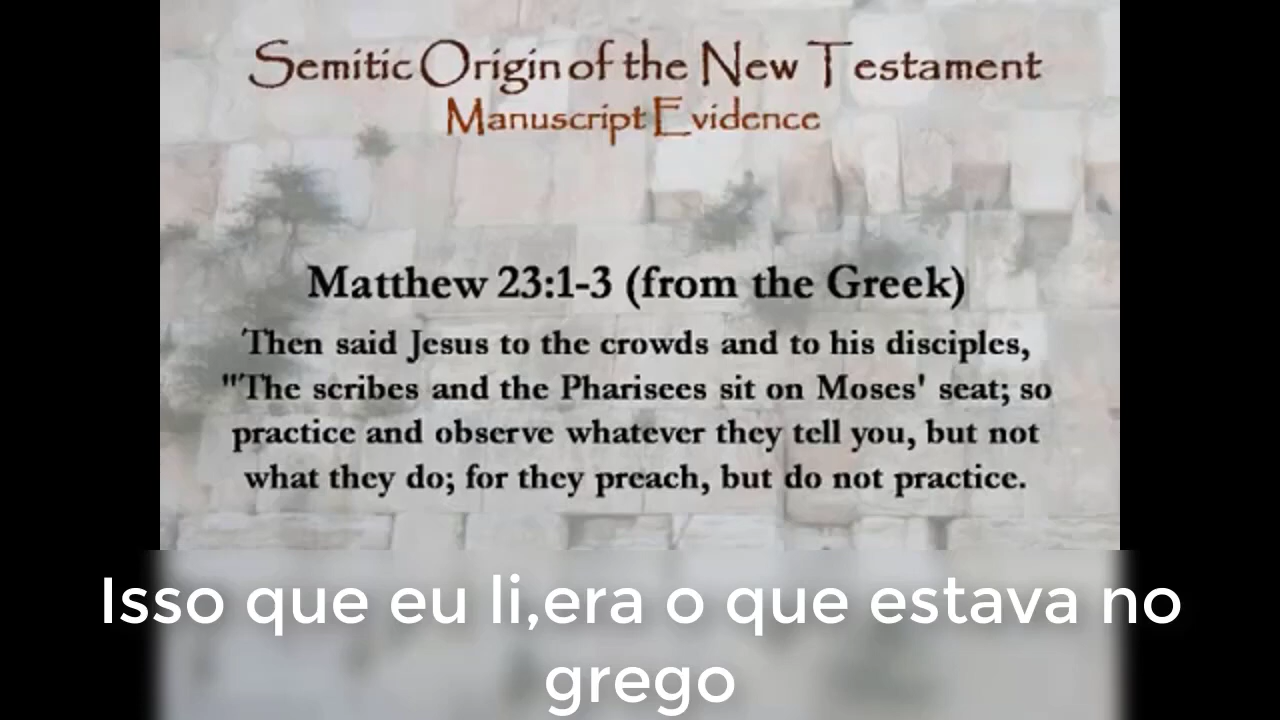 Semitic Origin of the New Testament
Manuscript Evidence
Matthew 23:1-3 (from the Greek)
Then said Jesus to the crowds and to his disciples,
"The scribes and the Pharisees sit on Moses' seat; so
practice and observe whatever they tell you, but not
what they do; for they preach, but do not practice.
Isso que eu li,era o que estava no
grego